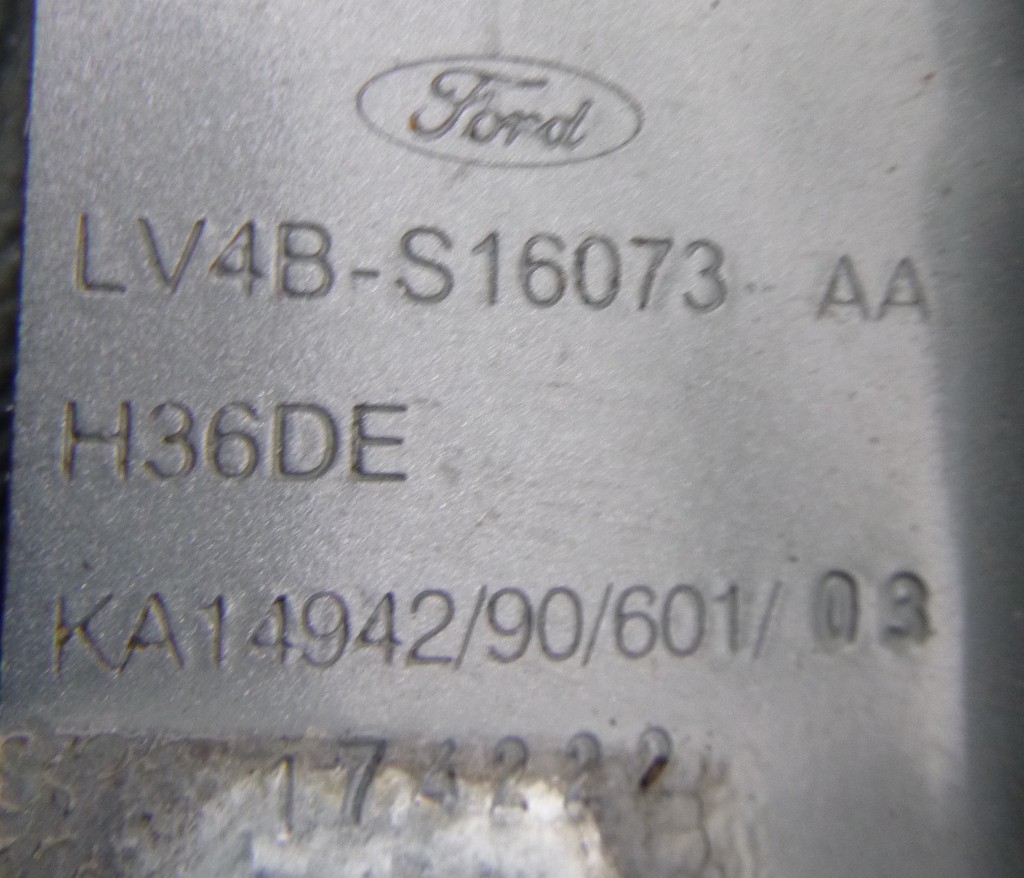 Ford
LV4B-S16073-AA
H36DE
KA14942/90/601/03